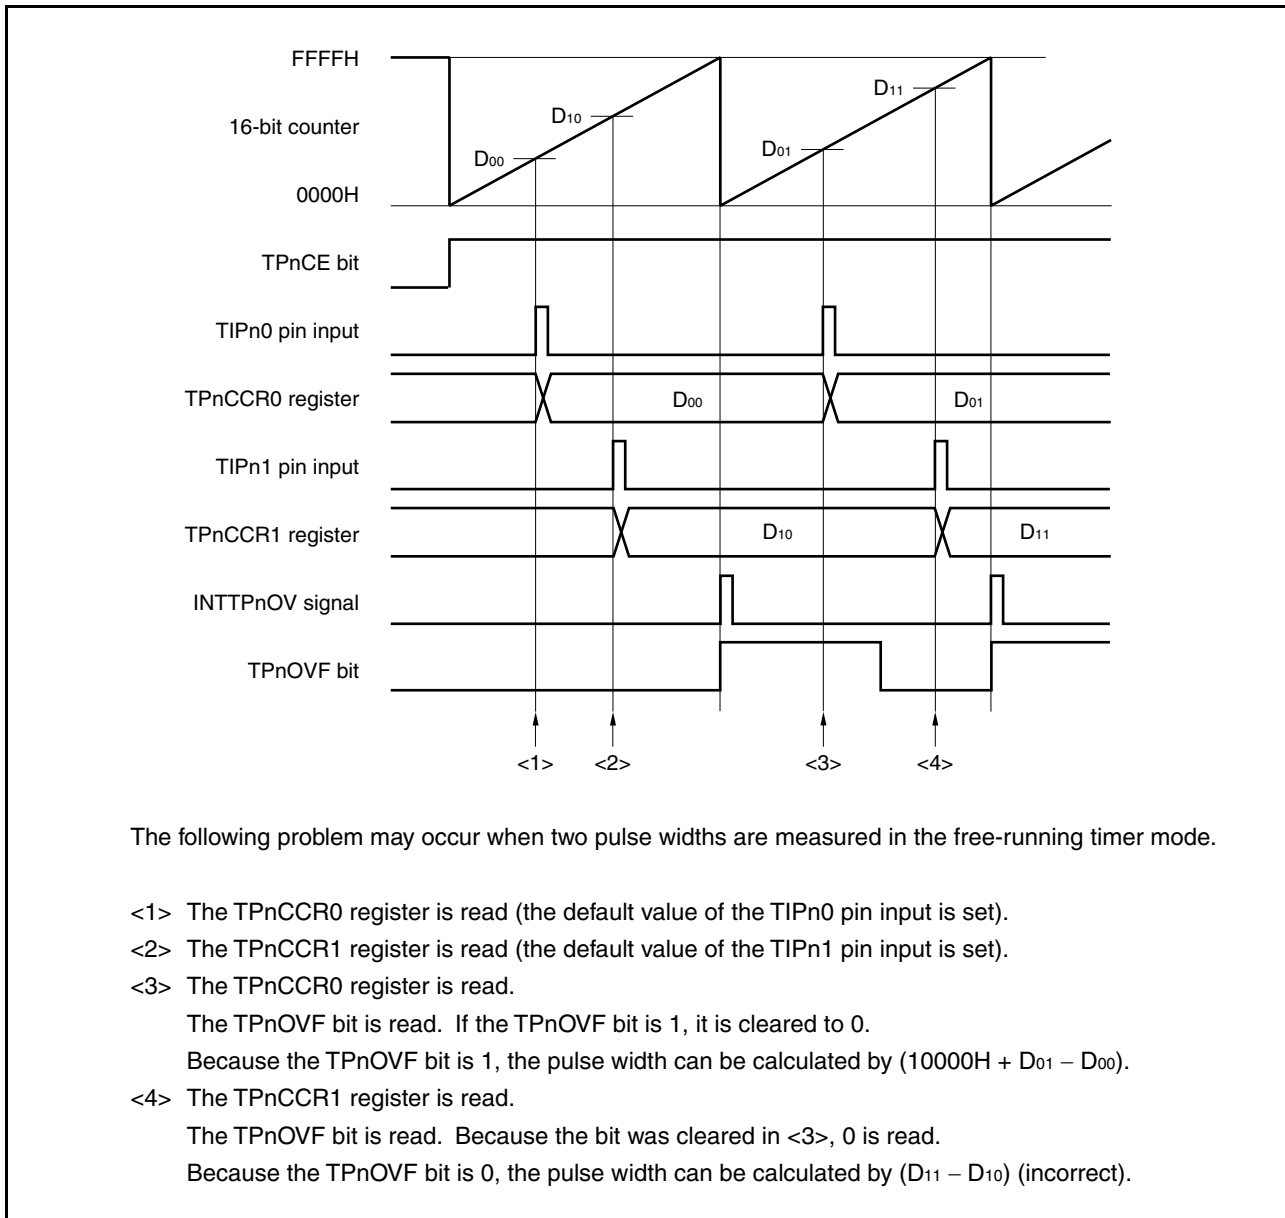 FFFFH
D11
D10
16-bit counter
D01
D00
0000H
TPnCE bit
TIPn0 pin input
TPnCCR0 register D00 D01
TIPn1 pin input
TPnCCR1 register D10 D11
INTTPnOV signal
TPnOVF bit
<1> <2> <3> <4>
The following problem may occur when two pulse widths are measured in the free-running timer mode.
<1> The TPnCCR0 register is read (the default value of the TIPn0 pin input is set).
<2> The TPnCCR1 register is read (the default value of the TIPn1 pin input is set).
<3> The TPnCCR0 register is read.
The TPnOVF bit is read. If the TPnOVF bit is 1, it is cleared to 0.
Because the TPnOVF bit is 1, the pulse width can be calculated by (10000H + D01 − D00).
<4> The TPnCCR1 register is read.
The TPnOVF bit is read. Because the bit was cleared in <3>, 0 is read.
Because the TPnOVF bit is 0, the pulse width can be calculated by (D11 − D10) (incorrect).